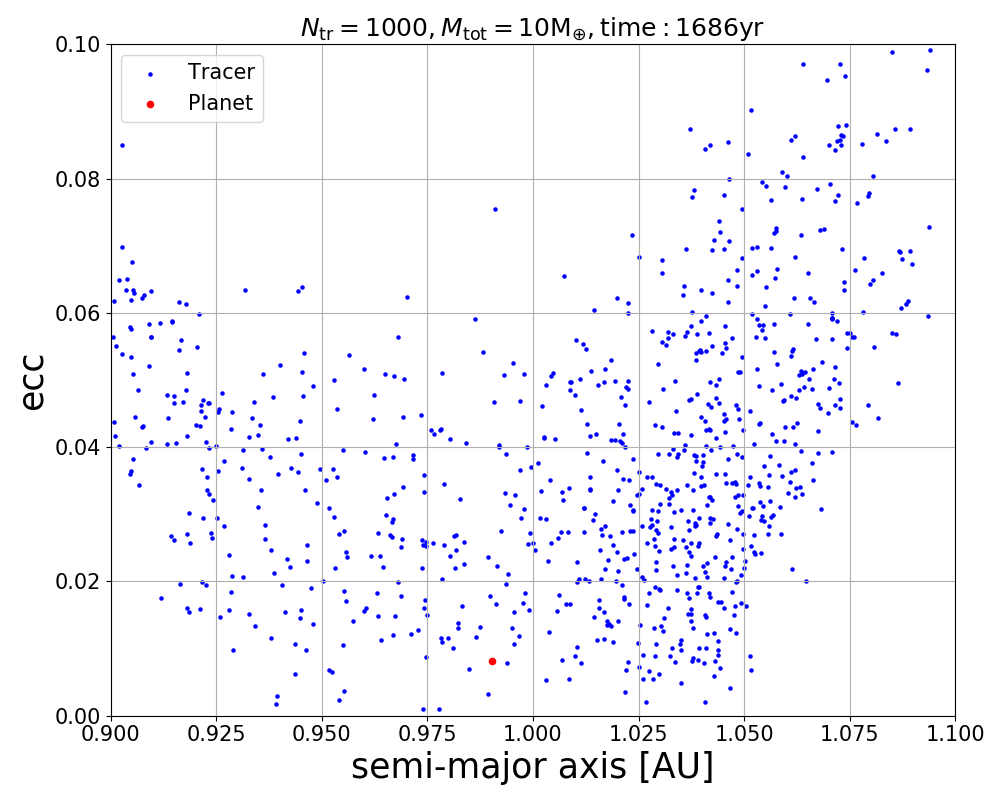 N_tr = 1000, M_tot = 10M_⊕, time : 1686yr
Tracer
Planet
ecc
0.10
0.08
0.06
0.04
0.02
0.00
0.900 0.925 0.950 0.975 1.000 1.025 1.050 1.075 1.100
semi-major axis [AU]